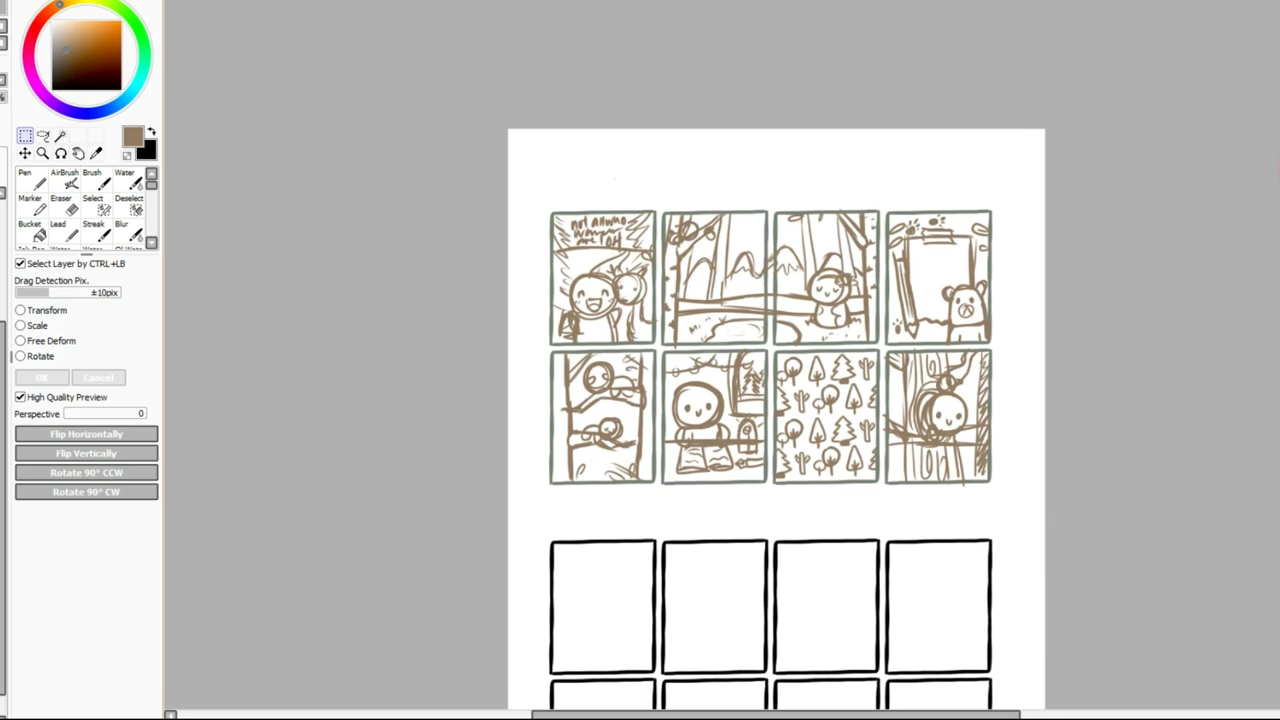 Pen AirBrush Brush Water
Marker Eraser Select Deselect
Bucket Lead Streak Blur
Select Layer by CTRL+LB
Drag Detection Pix.
±10pix
Transform
Scale
Free Deform
Rotate
OK Cancel
High Quality Preview
Perspective 0
Flip Horizontally
Flip Vertically
Rotate 90° CCW
Rotate 90° CW